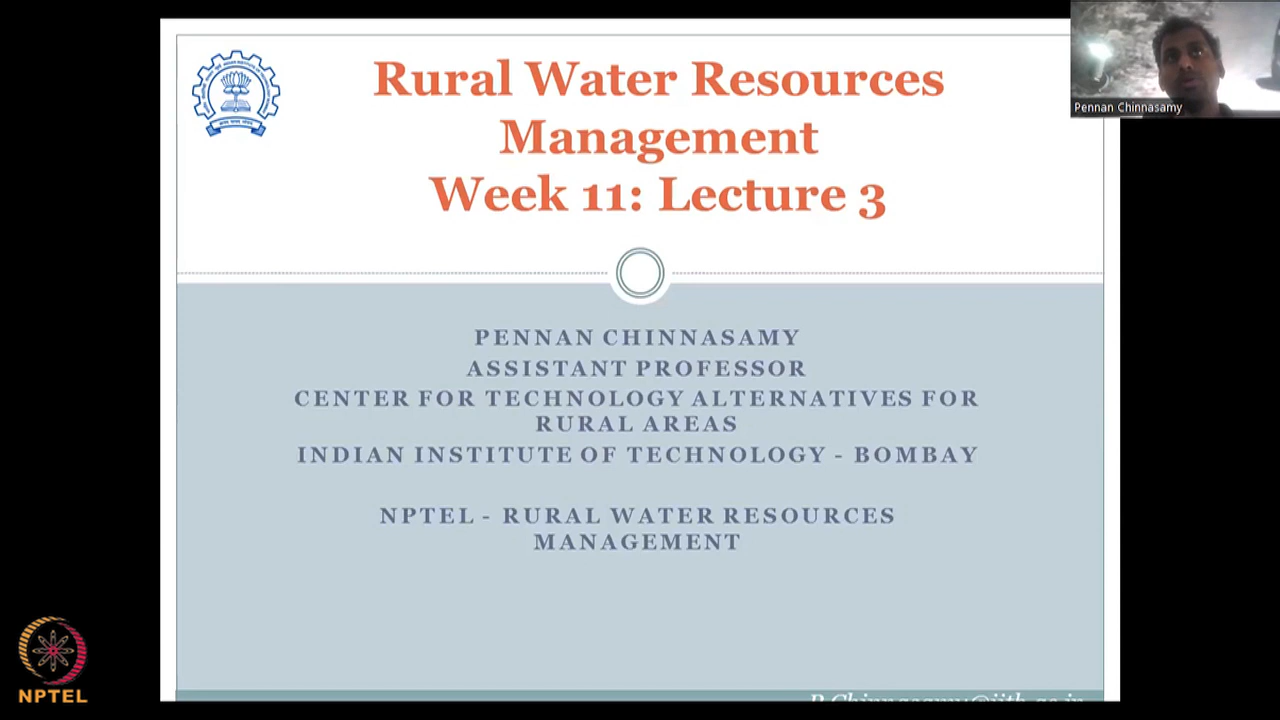 Rural Water Resources
Management
Week 11: Lecture 3
Pennan Chinnasamy
PENNAN CHINNASAMY
ASSISTANT PROFESSOR
CENTER FOR TECHNOLOGY ALTERNATIVES FOR
RURAL AREAS
INDIAN INSTITUTE OF TECHNOLOGY - BOMBAY
NPTEL - RURAL WATER RESOURCES
MANAGEMENT
NPTEL